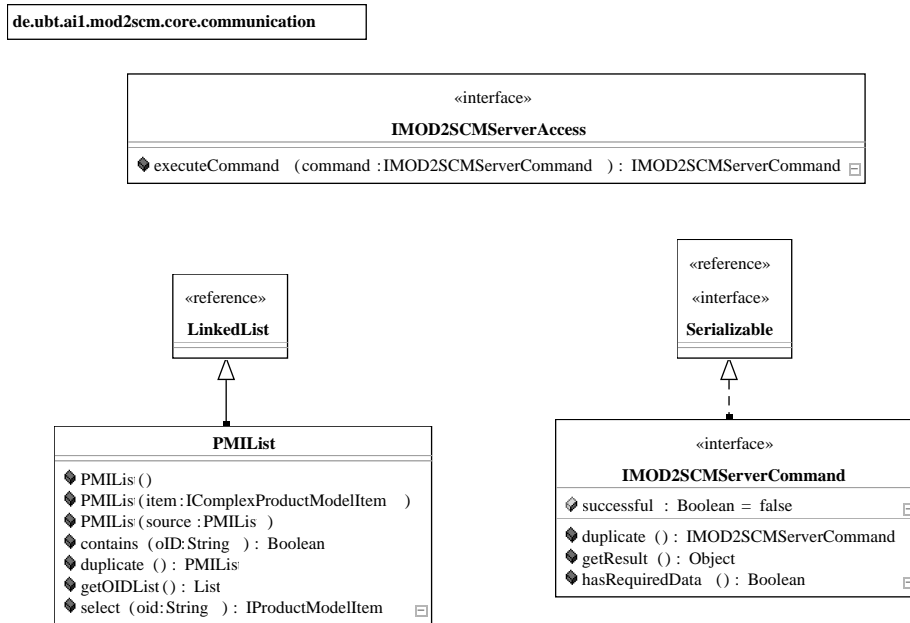 de.ubt.ai1.mod2scm.core.communication
«interface»
IMOD2SCMServerAccess
executeCommand (command :IMOD2SCMServerCommand ) : IMOD2SCMServerCommand
«reference»
LinkedList
«reference»
«interface»
Serializable
PMIList
PMILis ()
PMILis (item:IComplexProductModelItem )
PMILis (source :PMILis )
contains (oID:String ) : Boolean
duplicate () : PMILis
getOIDList() : List
select (oid:String ) : IProductModelItem
«interface»
IMOD2SCMServerCommand
successful : Boolean = false
duplicate () : IMOD2SCMServerCommand
getResult () : Object
hasRequiredData () : Boolean